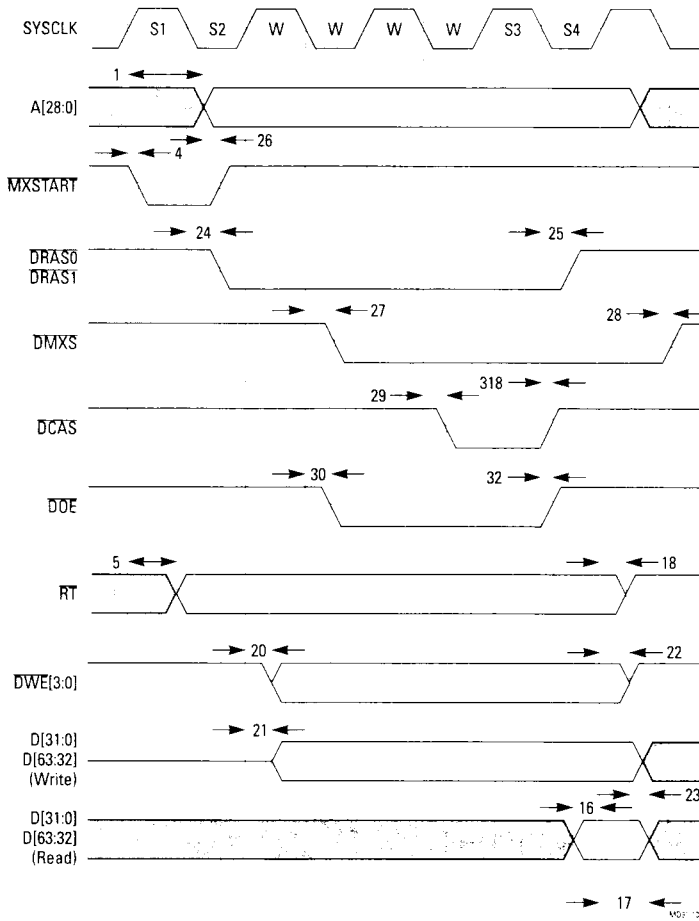 SYSCLK S1 S2 W W W W S3 S4
1
A[28:0]
26
4
MXSTART
24 25
DRAS0
DRAS1
27 28
DMXS
318
29
DCAS
30 32
DOE
5 18
RT
20 22
DWE[3:0]
21
D[31:0]
D[63:32]
(Write)
23
16
D[31:0]
D[63:32]
(Read)
17